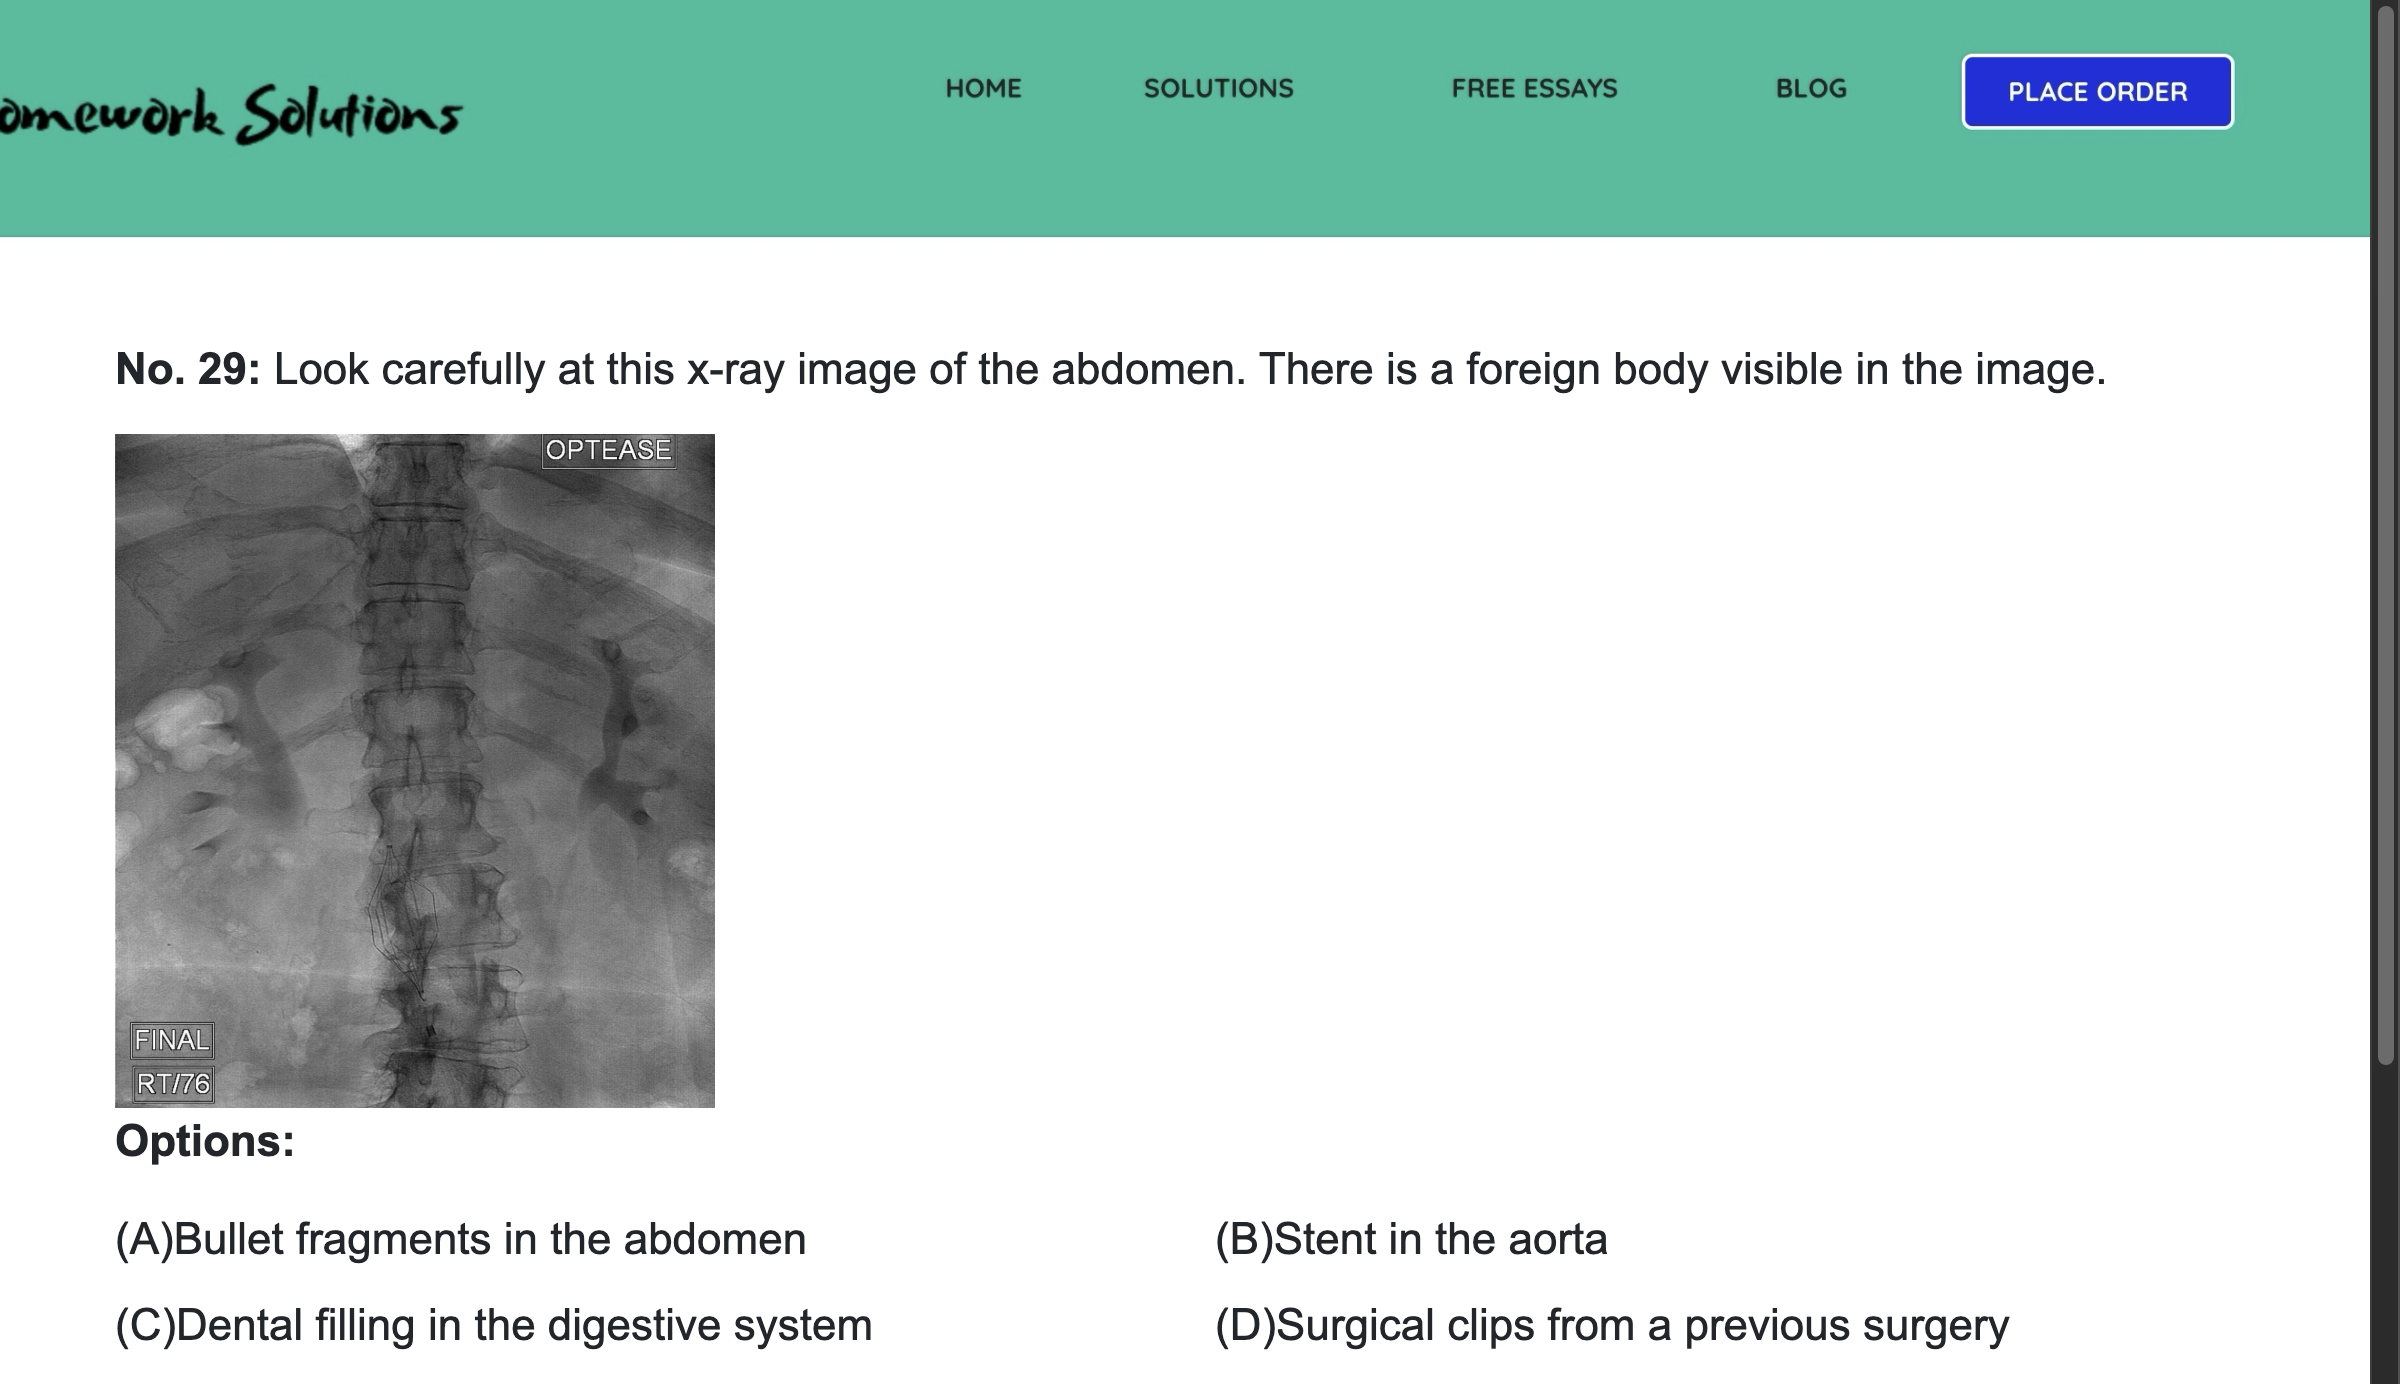 omework Solutions
HOME SOLUTIONS FREE ESSAYS BLOG PLACE ORDER
No. 29: Look carefully at this x-ray image of the abdomen. There is a foreign body visible in the image.
OPTEASE
FINAL
RT/76
Options:
(A)Bullet fragments in the abdomen (B)Stent in the aorta
(C)Dental filling in the digestive system (D)Surgical clips from a previous surgery